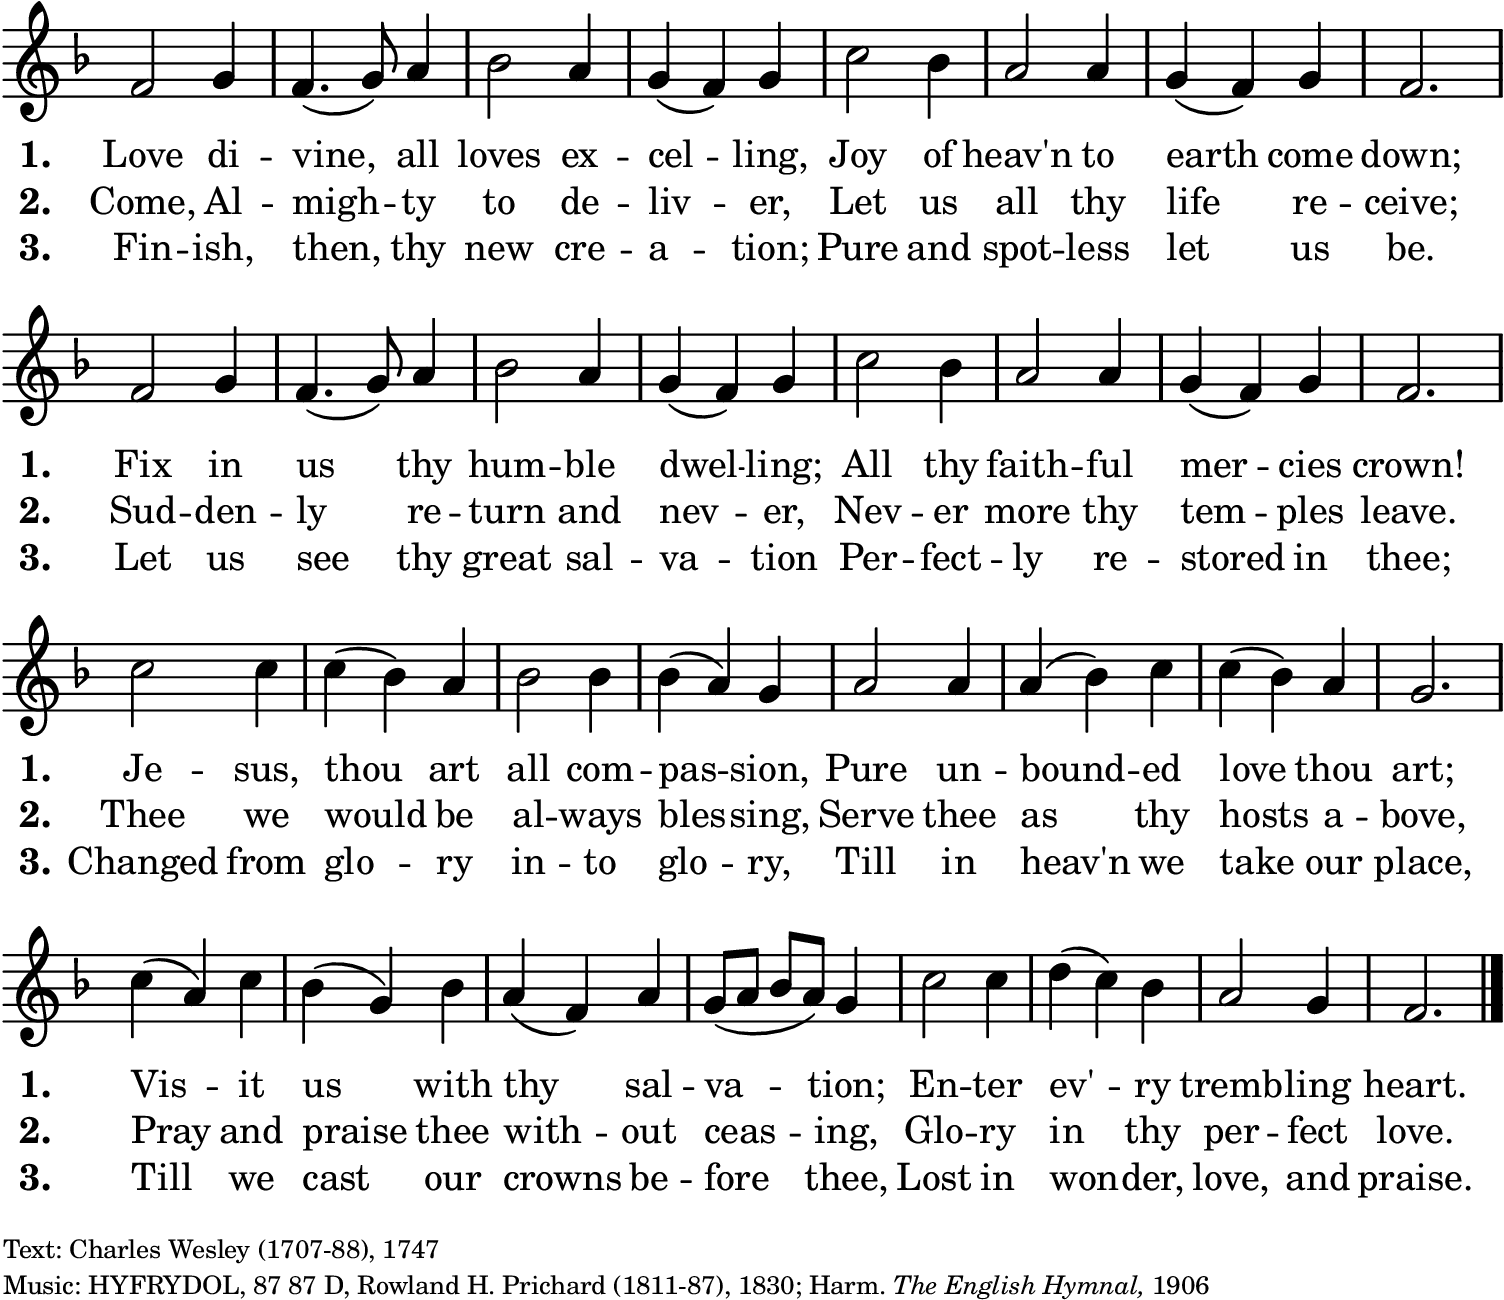 1. Love di -- vine, all loves ex -- cel -- ling, Joy of heav'n to earth come down;
2. Come, Al -- migh -- ty to de -- liv -- er, Let us all thy life re -- ceive;
3. Fin -- ish, then, thy new cre -- a -- tion; Pure and spot -- less let us be.
1. Fix in us thy hum -- ble dwel -- ling; All thy faith -- ful mer -- cies crown!
2. Sud -- den -- ly re -- turn and nev -- er, Nev -- er more thy tem -- ples leave.
3. Let us see thy great sal -- va -- tion Per -- fect -- ly re -- stored in thee;
1. Je -- sus, thou art all com -- pas -- sion, Pure un -- bound -- ed love thou art;
2. Thee we would be al -- ways bles -- sing, Serve thee as thy hosts a -- bove,
3. Changed from glo -- ry in -- to glo -- ry, Till in heav'n we take our place,
1. Vis -- it us with thy sal -- va -- tion; En -- ter ev' -- ry trembling heart.
2. Pray and praise thee with -- out ceas -- ing, Glo -- ry in thy per -- fect love.
3. Till we cast our crowns be -- fore thee, Lost in won -- der, love, and praise.
Text: Charles Wesley (1707-88), 1747
Music: HYFRYDOL, 87 87 D, Rowland H. Prichard (1811-87), 1830; Harm. The English Hymnal, 1906